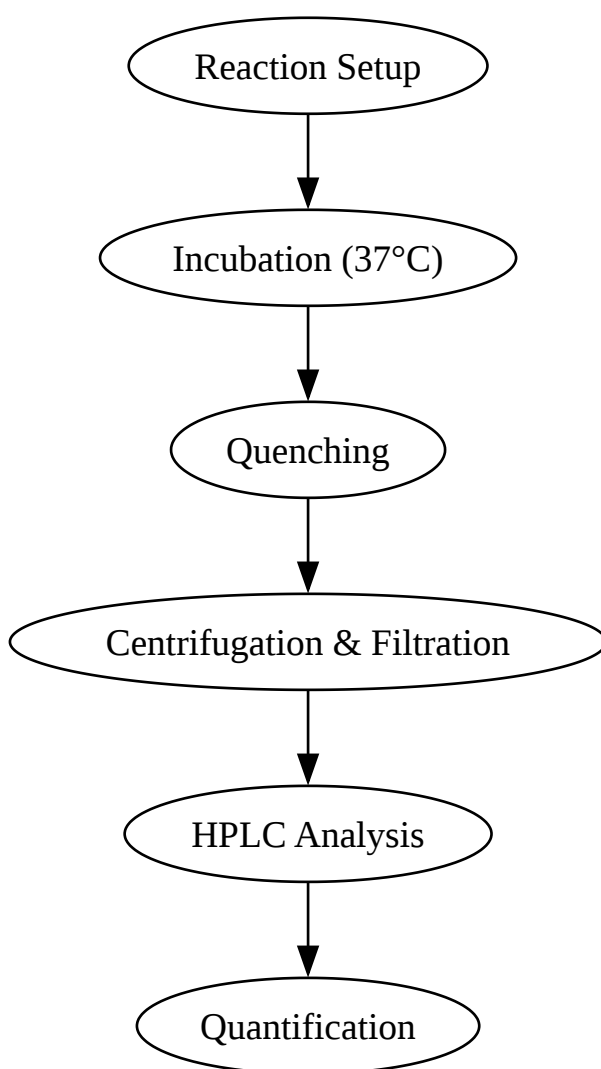 Reaction Setup
Incubation (37°C)
Quenching
Centrifugation & Filtration
HPLC Analysis
Quantification